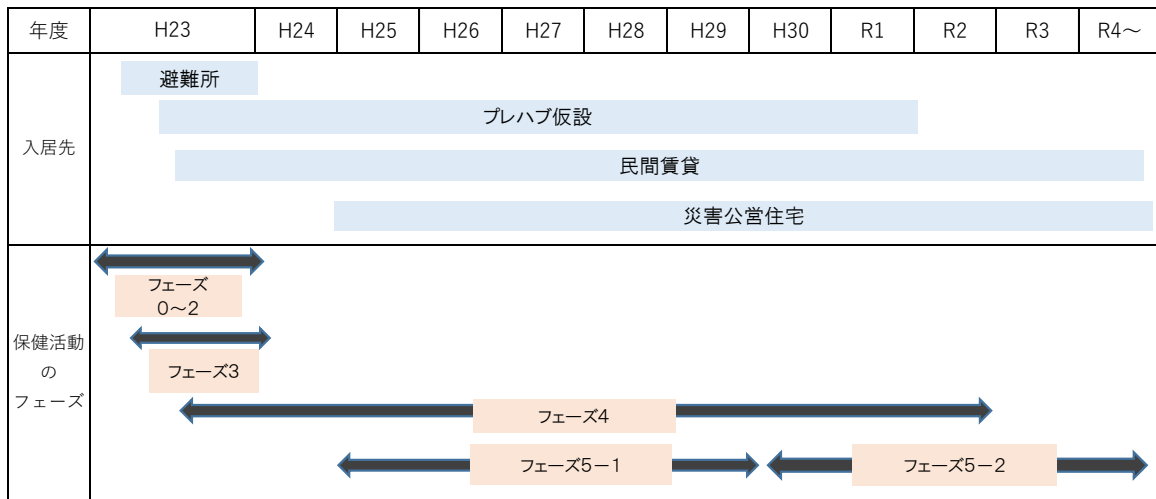 年度
H23
H24
H25
H26
H27
H28
H29
H30
R1
R2
R3
R4～
入居先
避難所
プレハブ仮設
民間賃貸
災害公営住宅
保健活動
の
フェーズ
フェーズ
0～2
フェーズ3
フェーズ4
フェーズ5－1
フェーズ5－2